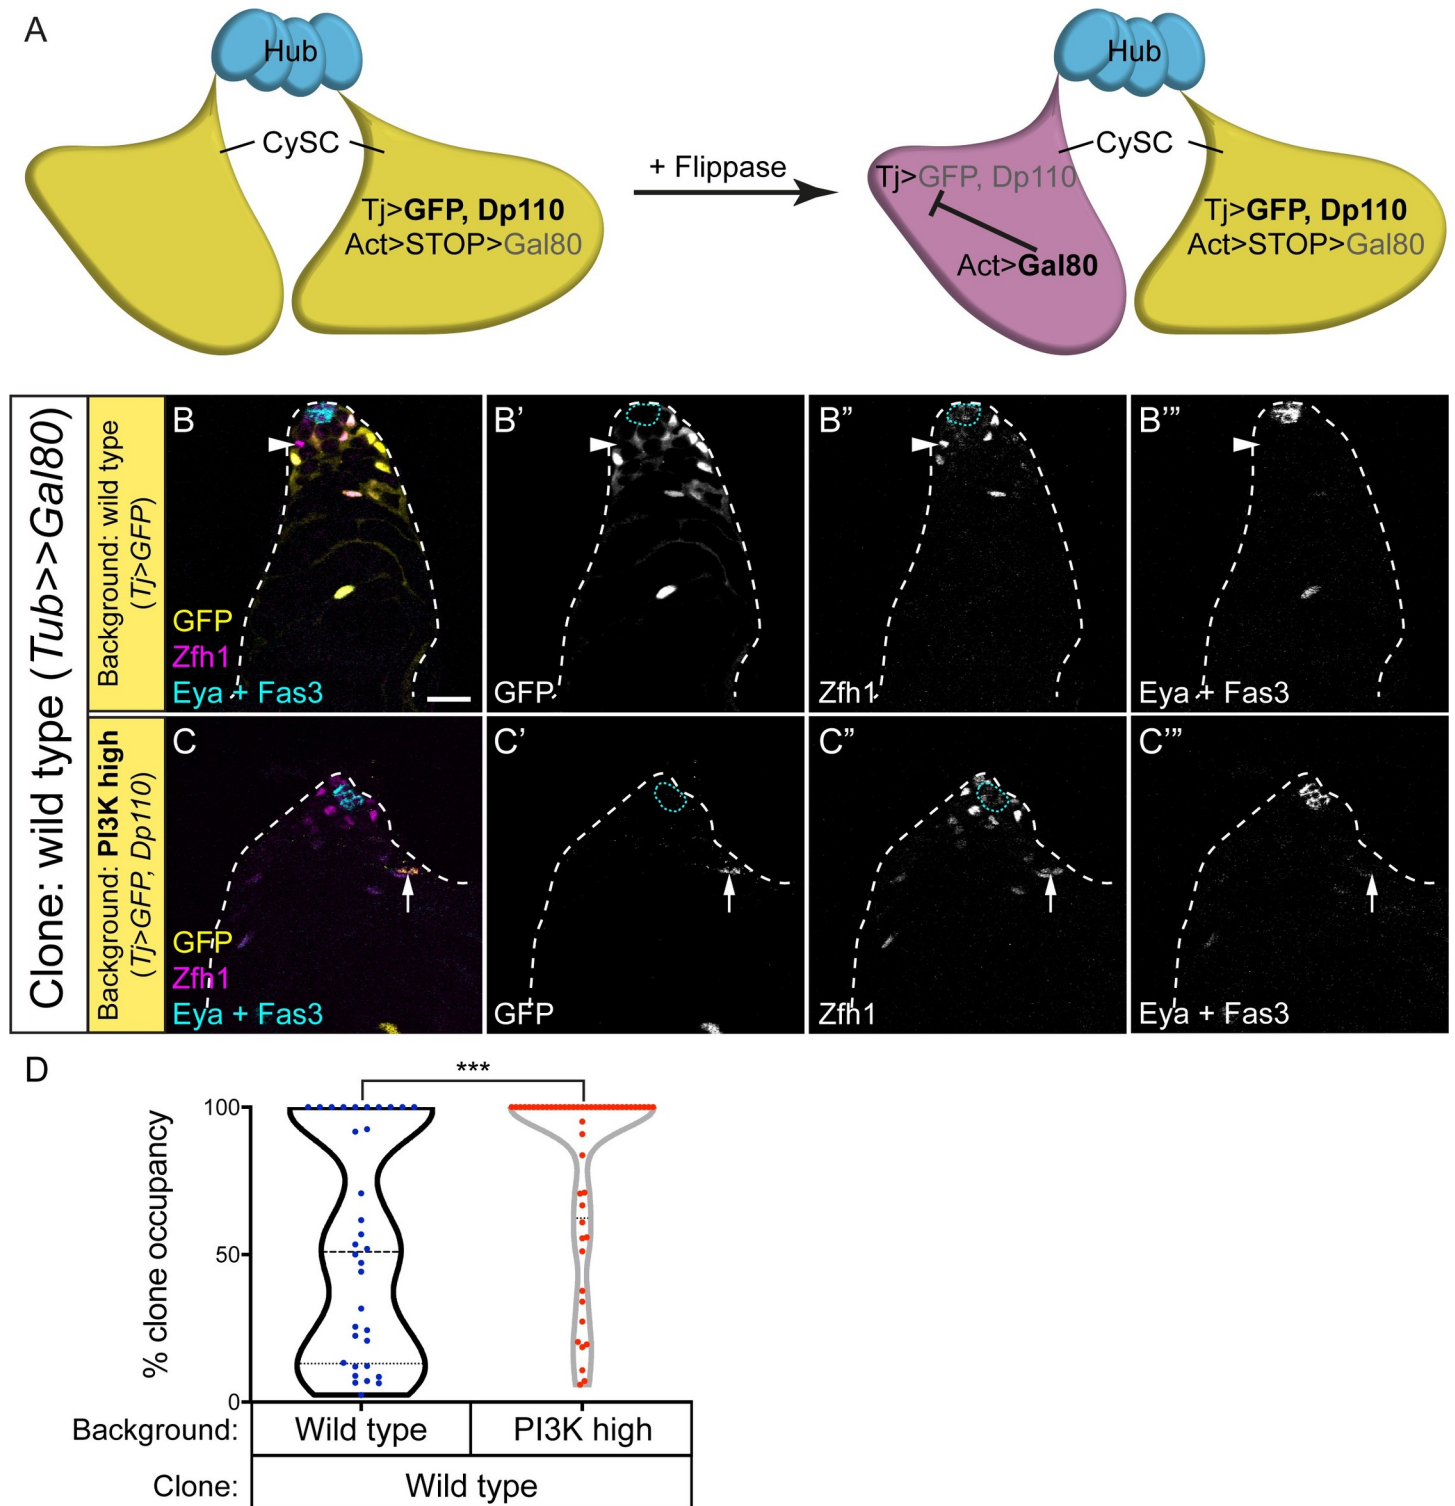 A
Hub
CySC
Tj>GFP, Dp110
Act>STOP>Gal80
+ Flippase
Hub
CySC
Tj>GFP, Dp110
Act>Gal80
Tj>GFP, Dp110
Act>STOP>Gal80
Clone: wild type (Tub>>Gal80)
Background: wild type
(Tj>GFP)
B
GFP
Zfh1
Eya + Fas3
B'
GFP
B"
Zfh1
B'"
Eya + Fas3
Background: PI3K high
(Tj>GFP, Dp110)
C
GFP
Zfh1
Eya + Fas3
C'
GFP
C"
Zfh1
C'"
Eya + Fas3
D
***
% clone occupancy
100
50
0
Background: Wild type PI3K high
Clone: Wild type